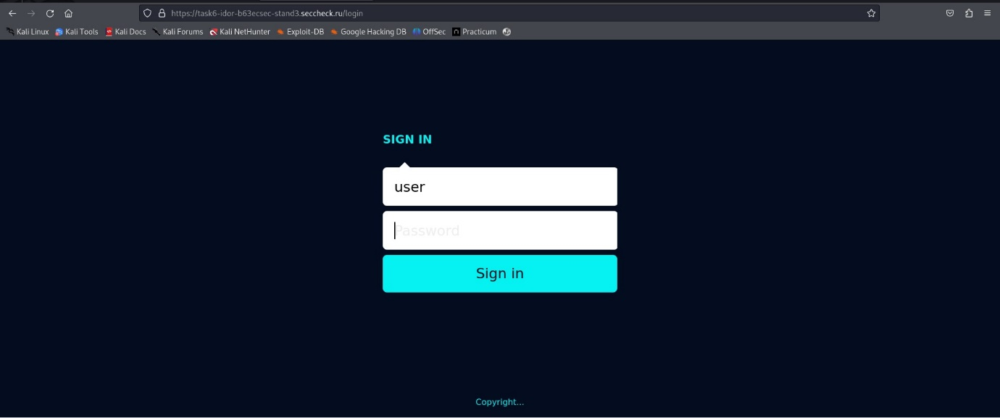 https://task6-idor-b63ecsec-stand3.seccheck.ru/login
Kali Linux Kali Tools Kali Docs Kali Forums Kali NetHunter Exploit-DB Google Hacking DB OffSec Practicum
SIGN IN
user
Password
Sign in
Copyright...